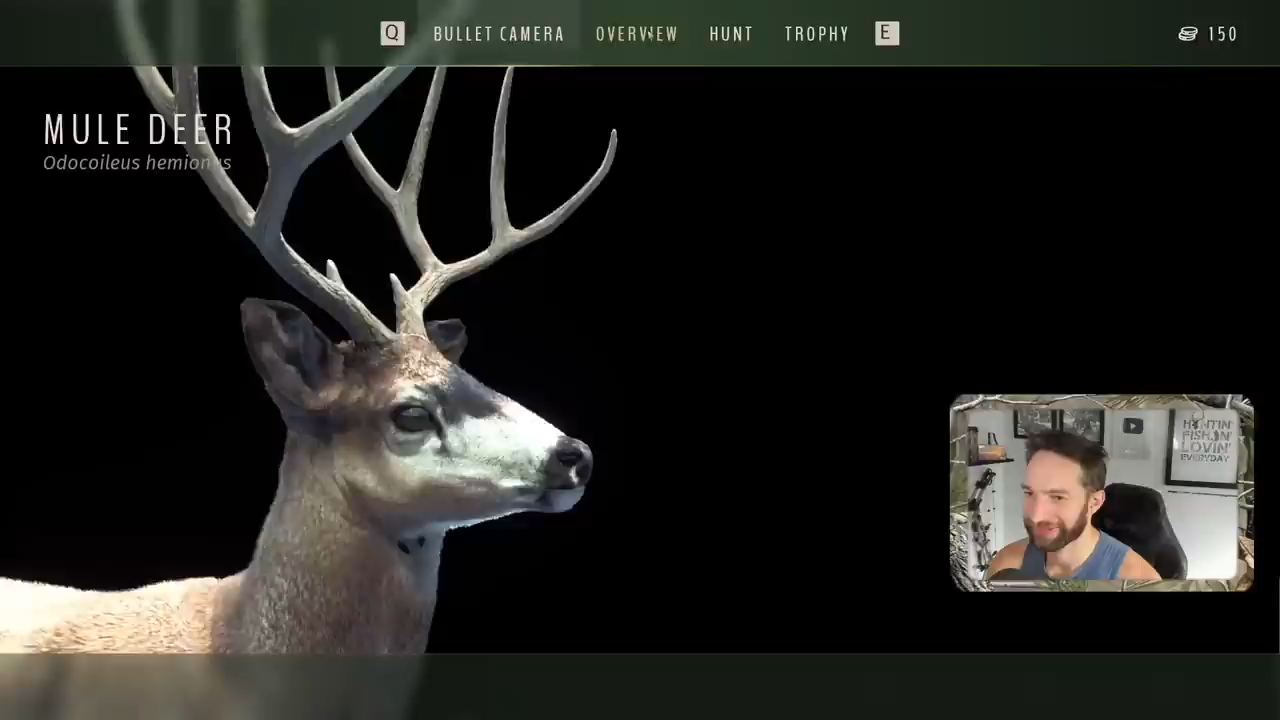 Q BULLET CAMERA OVERVIEW HUNT TROPHY E 150
MULE DEER
Odocoileus hemionus
HUNTIN'
FISHIN'
LOVIN'
EVERYDAY